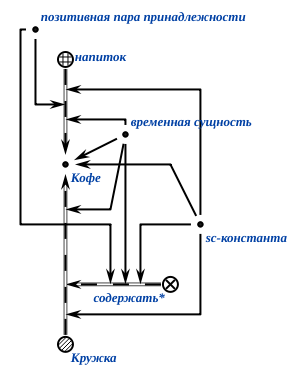 позитивная пара принадлежности
напиток
временная сущность
Кофе
sc-константа
содержать*
Кружка